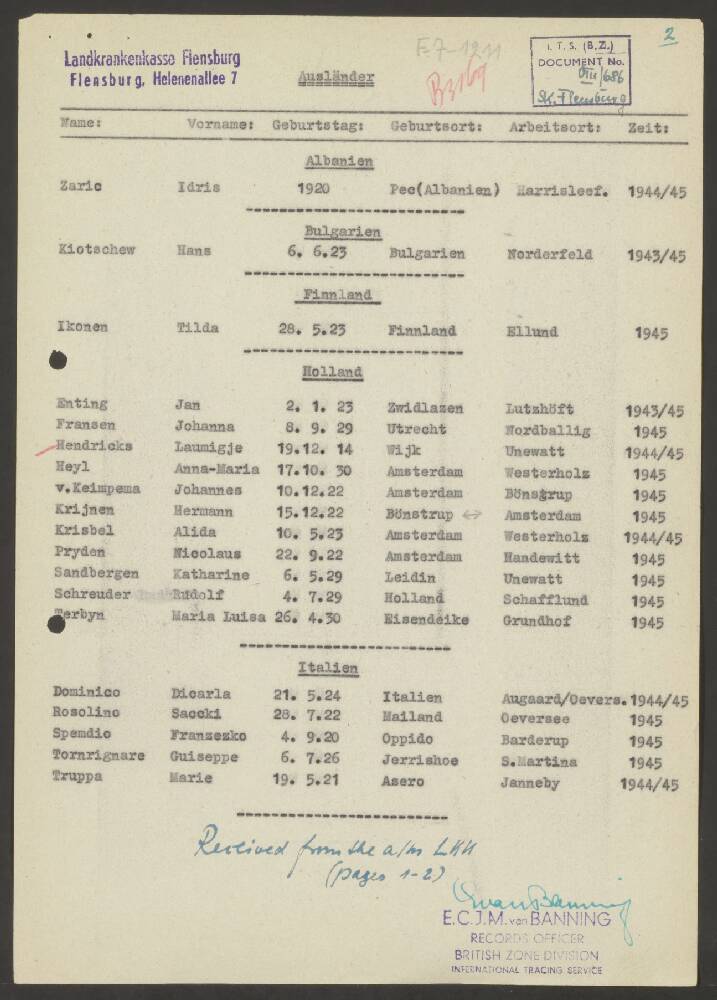 2
E7-1211
B3169
Landkrankenkasse Flensburg
Flensburg, Helenenallee 7
Ausländer
I. T. S. (B.Z.)
DOCUMENT No.
VIII/686
SK. Flensburg
Name: Vorname: Geburtstag: Geburtsort: Arbeitsort: Zeit:
Albanien
Zaric Idris 1920 Pec(Albanien) Harrisleef. 1944/45
Bulgarien
Kiotschew Hans 6. 6.23 Bulgarien Norderfeld 1943/45
Finnland
Ikonen Tilda 28. 5.23 Finnland Ellund 1945
Holland
Enting Jan 2. 1. 23 Zwidlazen Lutzhöft 1943/45
Fransen Johanna 8. 9. 29 Utrecht Nordballig 1945
Hendricks Laumigje 19.12. 14 Wijk Unewatt 1944/45
Heyl Anna-Maria 17.10. 30 Amsterdam Westerholz 1945
v.Keimpema Johannes 10.12.22 Amsterdam Bönstrup 1945
Krijnen Hermann 15.12.22 Bönstrup ↔ Amsterdam 1945
Krisbel Alida 10. 5.23 Amsterdam Westerholz 1944/45
Pryden Nicolaus 22. 9.22 Amsterdam Handewitt 1945
Sandbergen Katharine 6. 5.29 Leidin Unewatt 1945
Schreuder Rudolf 4. 7.29 Holland Schafflund 1945
Terbyn Maria Luisa 26. 4.30 Eisendeike Grundhof 1945
Italien
Dominico Dicarla 21. 5.24 Italien Augaard/Oevers. 1944/45
Rosolino Saccki 28. 7.22 Mailand Oeversee 1945
Spemdio Franzezko 4. 9.20 Oppido Barderup 1945
Tornrignare Guiseppe 6. 7.26 Jerrishoe S.Martina 1945
Truppa Marie 19. 5.21 Asero Janneby 1944/45
Received from the a/m LKK
(pages 1-2)
E.C.J.M. van BANNING
RECORDS OFFICER
BRITISH ZONE DIVISION
INTERNATIONAL TRACING SERVICE